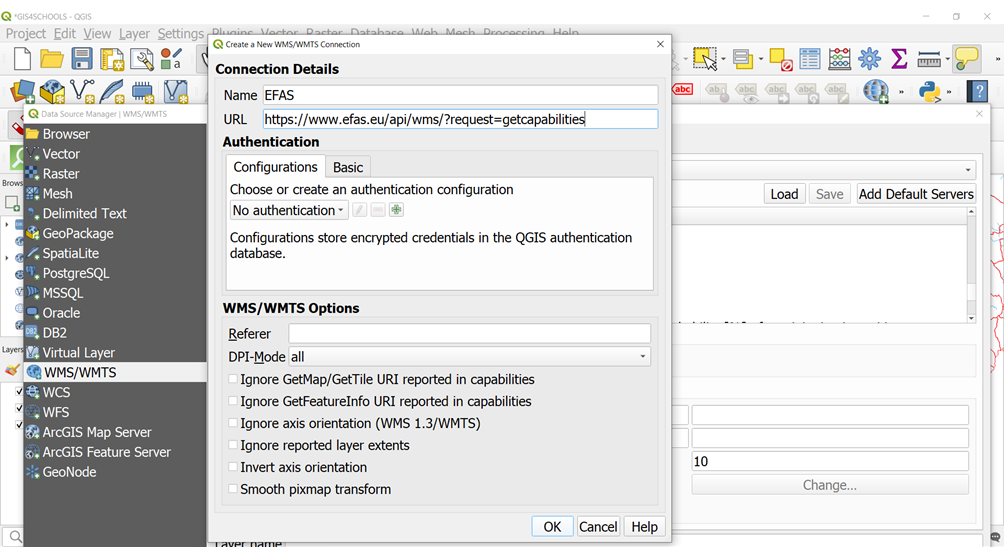 *GIS4SCHOOLS - QGIS
Project Edit View Layer Settings Plugins Vector Raster Database Web Mesh Processing Help
Create a New WMS/WMTS Connection
Connection Details
Name EFAS
URL https://www.efas.eu/api/wms/?request=getcapabilities
Authentication
Configurations Basic
Choose or create an authentication configuration
No authentication
Configurations store encrypted credentials in the QGIS authentication
database.
WMS/WMTS Options
Referer
DPI-Mode all
Ignore GetMap/GetTile URI reported in capabilities
Ignore GetFeatureInfo URI reported in capabilities
Ignore axis orientation (WMS 1.3/WMTS)
Ignore reported layer extents
Invert axis orientation
Smooth pixmap transform
OK Cancel Help
Data Source Manager | WMS/WMTS
Browser
Vector
Raster
Mesh
Delimited Text
GeoPackage
SpatiaLite
PostgreSQL
MSSQL
Oracle
DB2
Virtual Layer
WMS/WMTS
WCS
WFS
ArcGIS Map Server
ArcGIS Feature Server
GeoNode
Load Save Add Default Servers
10
Change...
Layer name
Brows
Layers
abc